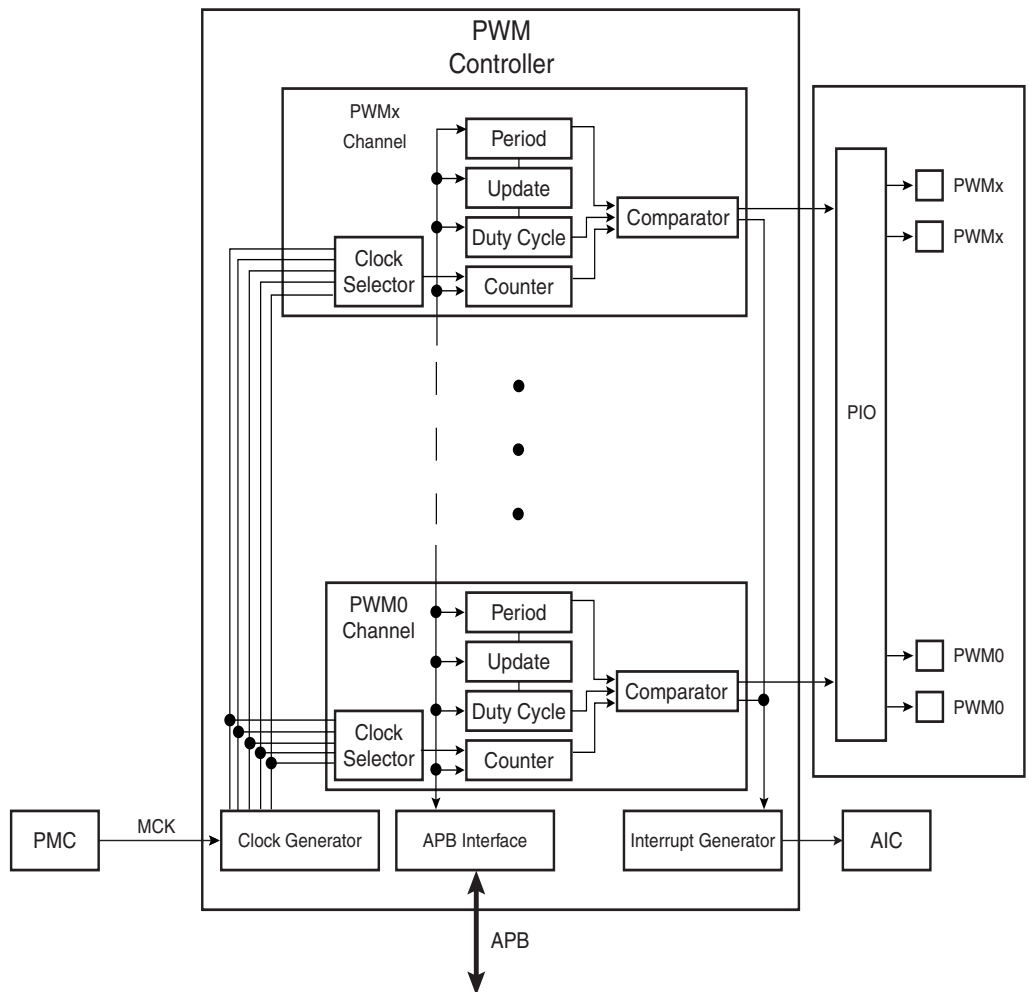 PWM
Controller
PWMx
Channel
Period
Update
Duty Cycle
Counter
Clock
Selector
Comparator
PIO
PWMx
PWMx
PWM0
Channel
Period
Update
Duty Cycle
Counter
Clock
Selector
Comparator
PWM0
PWM0
PMC
MCK
Clock Generator
APB Interface
Interrupt Generator
AIC
APB